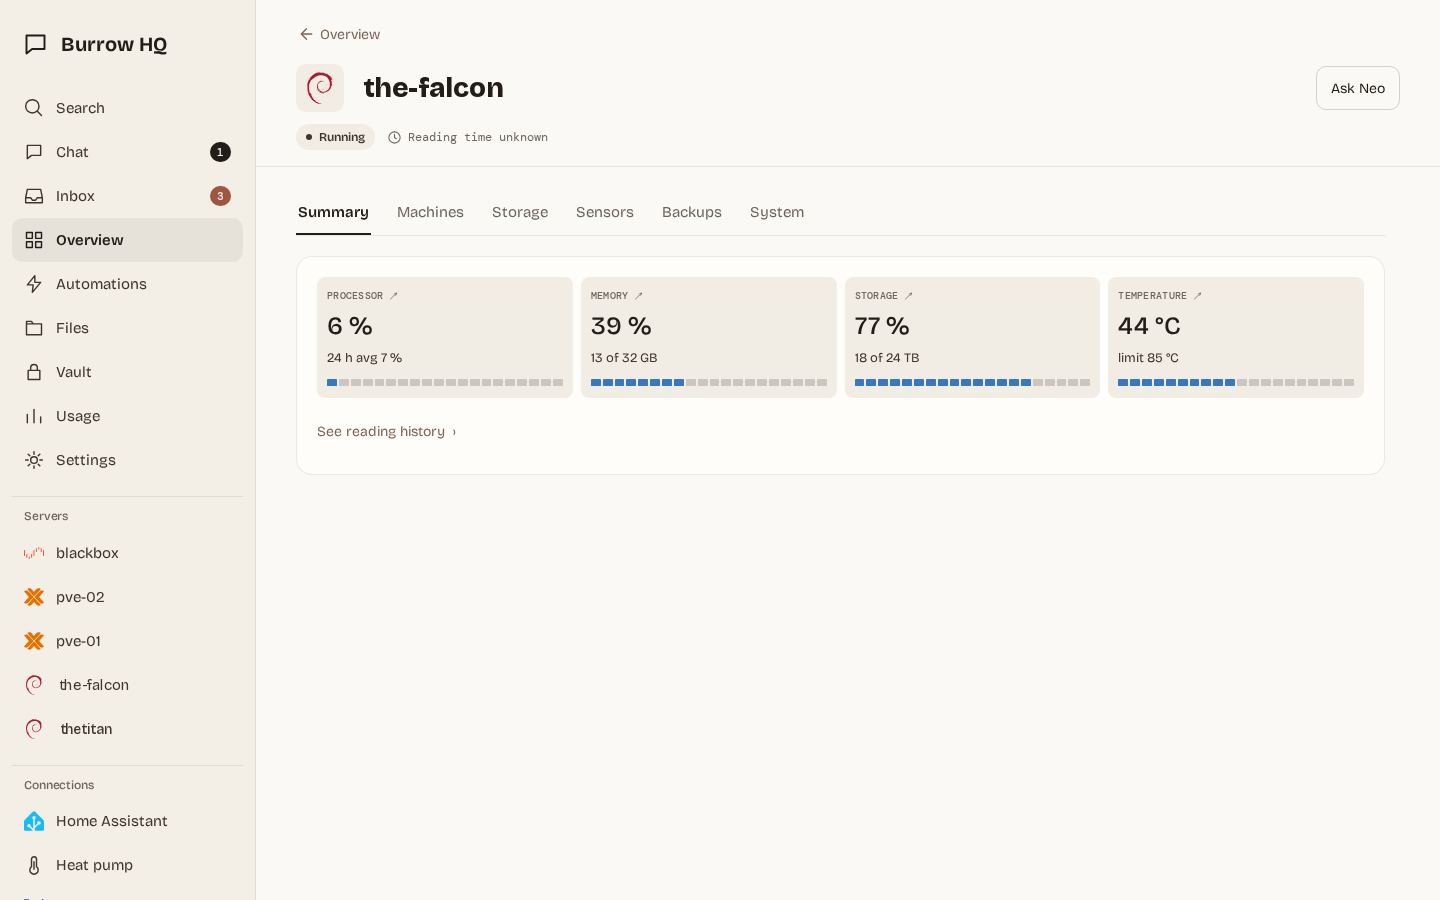 Burrow HQ
Search
Chat 1
Inbox 3
Overview
Automations
Files
Vault
Usage
Settings
Servers
blackbox
pve-02
pve-01
the-falcon
thetitan
Connections
Home Assistant
Heat pump
← Overview
the-falcon
Ask Neo
Running
Reading time unknown
Summary Machines Storage Sensors Backups System
PROCESSOR ↗
6 %
24 h avg 7 %
MEMORY ↗
39 %
13 of 32 GB
STORAGE ↗
77 %
18 of 24 TB
TEMPERATURE ↗
44 °C
limit 85 °C
See reading history ›